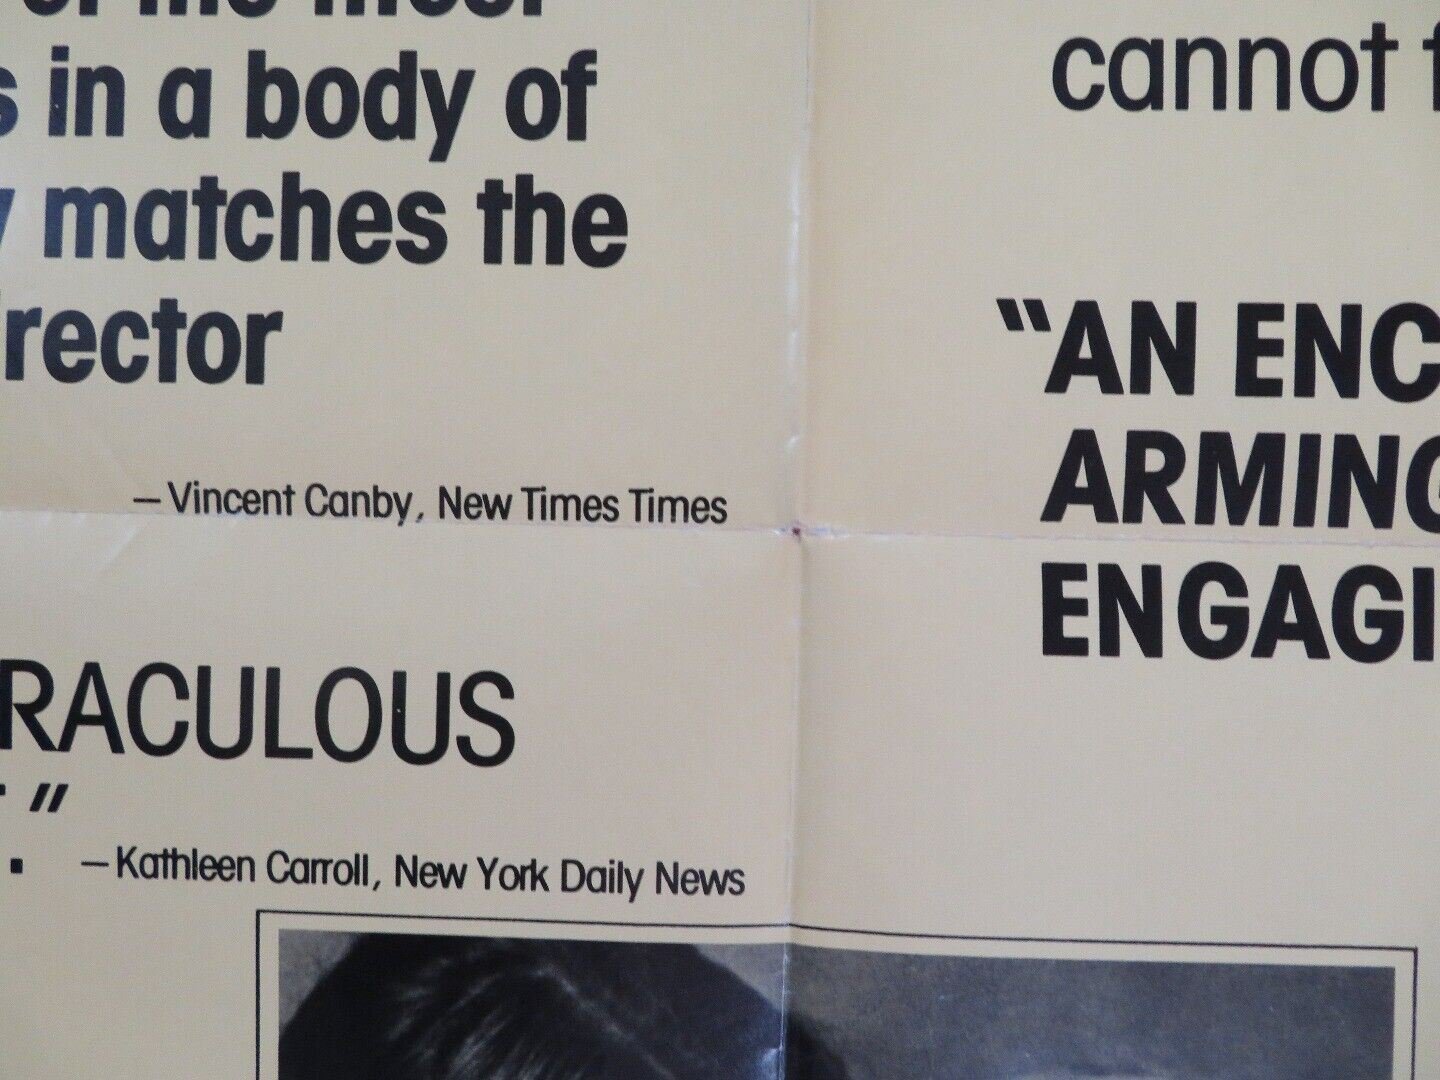 in a body of
matches the
rector
— Vincent Canby, New Times Times
RACULOUS
."
— Kathleen Carroll, New York Daily News
cannot
"AN ENC
ARMING
ENGAGI